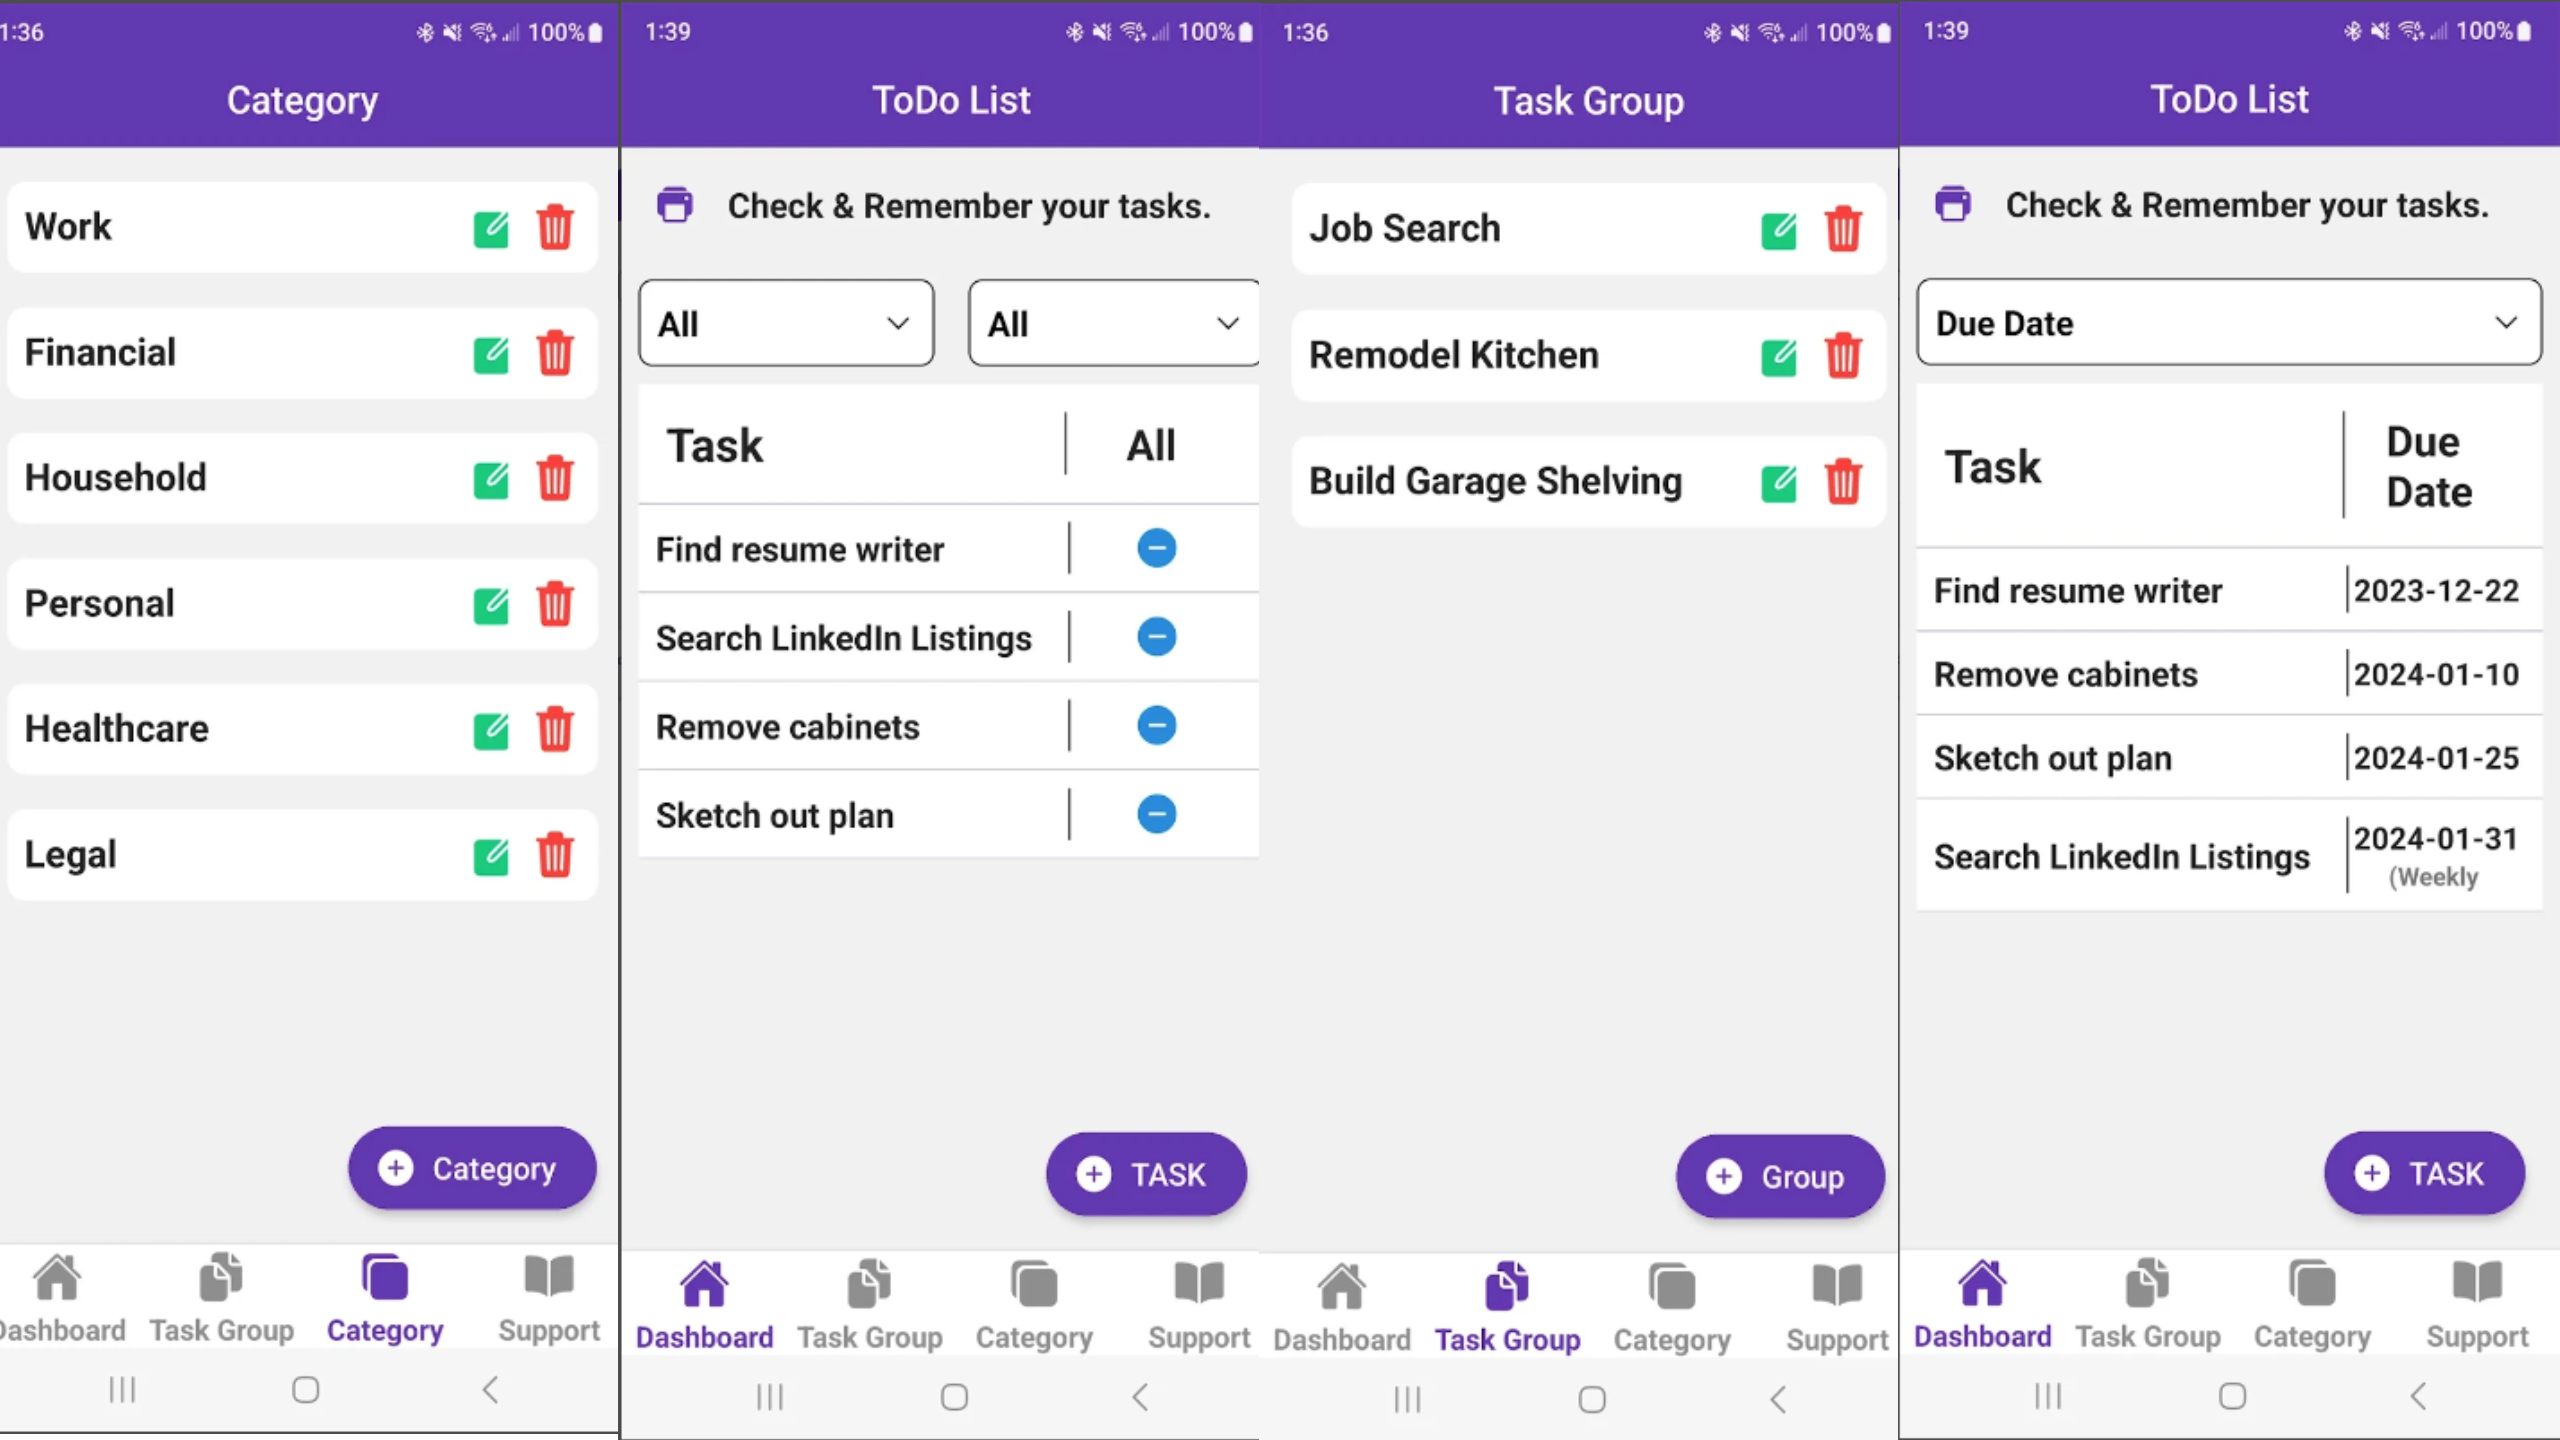 1:36
100%
Category
Work
Financial
Household
Personal
Healthcare
Legal
Category
Dashboard Task Group Category Support
1:39
100%
ToDo List
Check & Remember your tasks.
All All
Task All
Find resume writer
Search LinkedIn Listings
Remove cabinets
Sketch out plan
TASK
Dashboard Task Group Category Support
1:36
100%
Task Group
Job Search
Remodel Kitchen
Build Garage Shelving
Group
Dashboard Task Group Category Support
1:39
100%
ToDo List
Check & Remember your tasks.
Due Date
Task Due
Date
Find resume writer 2023-12-22
Remove cabinets 2024-01-10
Sketch out plan 2024-01-25
Search LinkedIn Listings 2024-01-31
(Weekly
TASK
Dashboard Task Group Category Support